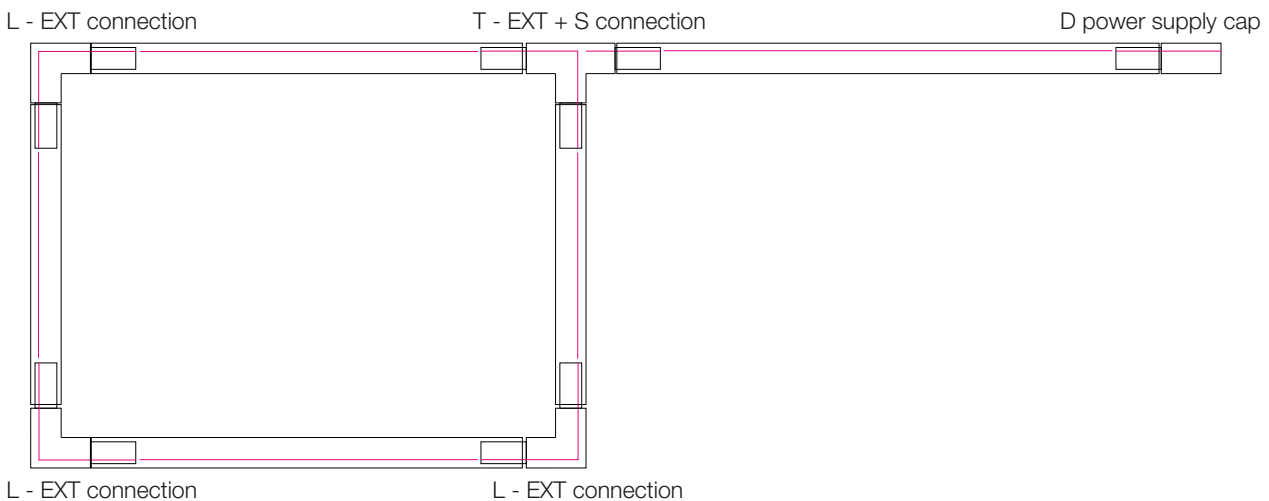 L - EXT connection
T - EXT + S connection
D power supply cap
L - EXT connection
L - EXT connection